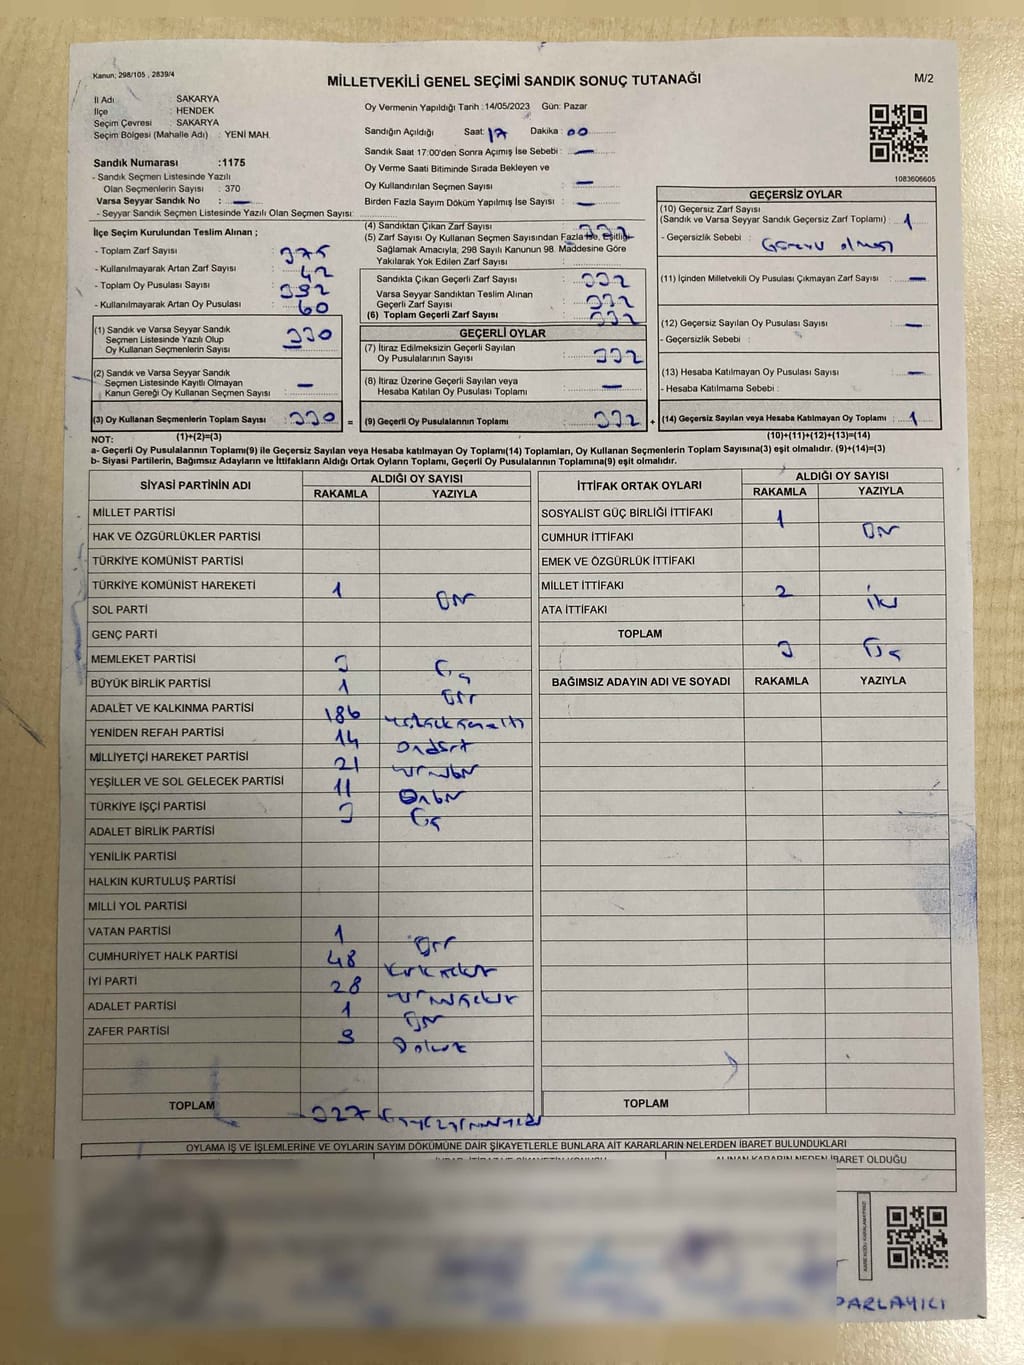 Kanun; 298/105 , 2839/4
MİLLETVEKİLİ GENEL SEÇİMİ SANDIK SONUÇ TUTANAĞI
M/2
İl Adı : SAKARYA
İlçe : HENDEK
Seçim Çevresi : SAKARYA
Seçim Bölgesi (Mahalle Adı) : YENİ MAH.
Sandık Numarası :1175
- Sandık Seçmen Listesinde Yazılı
Olan Seçmenlerin Sayısı : 370
Varsa Seyyar Sandık No : —
- Seyyar Sandık Seçmen Listesinde Yazılı Olan Seçmen Sayısı:
Oy Vermenin Yapıldığı Tarih :14/05/2023 Gün: Pazar
Sandığın Açıldığı Saat: 17 Dakika : 00
Sandık Saat 17:00'den Sonra Açılmış İse Sebebi : —
Oy Verme Saati Bitiminde Sırada Bekleyen ve
Oy Kullandırılan Seçmen Sayısı : —
Birden Fazla Sayım Döküm Yapılmış İse Sayısı : —
1083606605
İlçe Seçim Kurulundan Teslim Alınan ;
- Toplam Zarf Sayısı : 375
- Kullanılmayarak Artan Zarf Sayısı : 42
- Toplam Oy Pusulası Sayısı : 392
- Kullanılmayarak Artan Oy Pusulası : 60
(1) Sandık ve Varsa Seyyar Sandık
Seçmen Listesinde Yazılı Olup
Oy Kullanan Seçmenlerin Sayısı : 330
(2) Sandık ve Varsa Seyyar Sandık
Seçmen Listesinde Kayıtlı Olmayan
Kanun Gereği Oy Kullanan Seçmen Sayısı : —
(3) Oy Kullanan Seçmenlerin Toplam Sayısı : 330
(1)+(2)=(3)
(4) Sandıktan Çıkan Zarf Sayısı : 332
(5) Zarf Sayısı Oy Kullanan Seçmen Sayısından Fazla ise, Eşitliği
Sağlamak Amacıyla, 298 Sayılı Kanunun 98. Maddesine Göre
Yakılarak Yok Edilen Zarf Sayısı :
Sandıkta Çıkan Geçerli Zarf Sayısı : 332
Varsa Seyyar Sandıktan Teslim Alınan
Geçerli Zarf Sayısı : 332
(6) Toplam Geçerli Zarf Sayısı : 332
GEÇERLİ OYLAR
(7) İtiraz Edilmeksizin Geçerli Sayılan
Oy Pusulalarının Sayısı : 332
(8) İtiraz Üzerine Geçerli Sayılan veya
Hesaba Katılan Oy Pusulası Toplamı : —
= (9) Geçerli Oy Pusulalarının Toplamı : 332 +
GEÇERSİZ OYLAR
(10) Geçersiz Zarf Sayısı
(Sandık ve Varsa Seyyar Sandık Geçersiz Zarf Toplamı) : 1
- Geçersizlik Sebebi : olması
(11) İçinden Milletvekili Oy Pusulası Çıkmayan Zarf Sayısı : —
(12) Geçersiz Sayılan Oy Pusulası Sayısı : —
- Geçersizlik Sebebi :
(13) Hesaba Katılmayan Oy Pusulası Sayısı : —
- Hesaba Katılmama Sebebi :
(14) Geçersiz Sayılan veya Hesaba Katılmayan Oy Toplamı : 1
(10)+(11)+(12)+(13)=(14)
NOT:
a- Geçerli Oy Pusulalarının Toplamı(9) ile Geçersiz Sayılan veya Hesaba katılmayan Oy Toplamı(14) Toplamları, Oy Kullanan Seçmenlerin Toplam Sayısına(3) eşit olmalıdır. (9)+(14)=(3)
b- Siyasi Partilerin, Bağımsız Adayların ve İttifakların Aldığı Ortak Oyların Toplamı, Geçerli Oy Pusulalarının Toplamına(9) eşit olmalıdır.
SİYASİ PARTİNİN ADI ALDIĞI OY SAYISI
RAKAMLA YAZIYLA
MİLLET PARTİSİ
HAK VE ÖZGÜRLÜKLER PARTİSİ
TÜRKİYE KOMÜNİST PARTİSİ
TÜRKİYE KOMÜNİST HAREKETİ 1 Bir
SOL PARTİ
GENÇ PARTİ
MEMLEKET PARTİSİ 3 Üç
BÜYÜK BİRLİK PARTİSİ 1 Bir
ADALET VE KALKINMA PARTİSİ 186 yüzseksenaltı
YENİDEN REFAH PARTİSİ 14 Ondört
MİLLİYETÇİ HAREKET PARTİSİ 21 yirmibir
YEŞİLLER VE SOL GELECEK PARTİSİ 11 Onbir
TÜRKİYE İŞÇİ PARTİSİ 3 Üç
ADALET BİRLİK PARTİSİ
YENİLİK PARTİSİ
HALKIN KURTULUŞ PARTİSİ
MİLLİ YOL PARTİSİ
VATAN PARTİSİ 1 Bir
CUMHURİYET HALK PARTİSİ 48 kırksekiz
İYİ PARTİ 28 yirmisekiz
ADALET PARTİSİ 1 Bir
ZAFER PARTİSİ 9 Dokuz
TOPLAM 327 üçyüzyirmiyedi
İTTİFAK ORTAK OYLARI ALDIĞI OY SAYISI
RAKAMLA YAZIYLA
SOSYALİST GÜÇ BİRLİĞİ İTTİFAKI
CUMHUR İTTİFAKI 1 Bir
EMEK VE ÖZGÜRLÜK İTTİFAKI
MİLLET İTTİFAKI 2 iki
ATA İTTİFAKI
TOPLAM 3 Üç
BAĞIMSIZ ADAYIN ADI VE SOYADI RAKAMLA YAZIYLA
TOPLAM
OYLAMA İŞ VE İŞLEMLERİNE VE OYLARIN SAYIM DÖKÜMÜNE DAİR ŞİKAYETLERLE BUNLARA AİT KARARLARIN NELERDEN İBARET BULUNDUKLARI
ALINAN KARARIN NEDEN İBARET OLDUĞU
PARLAYICI